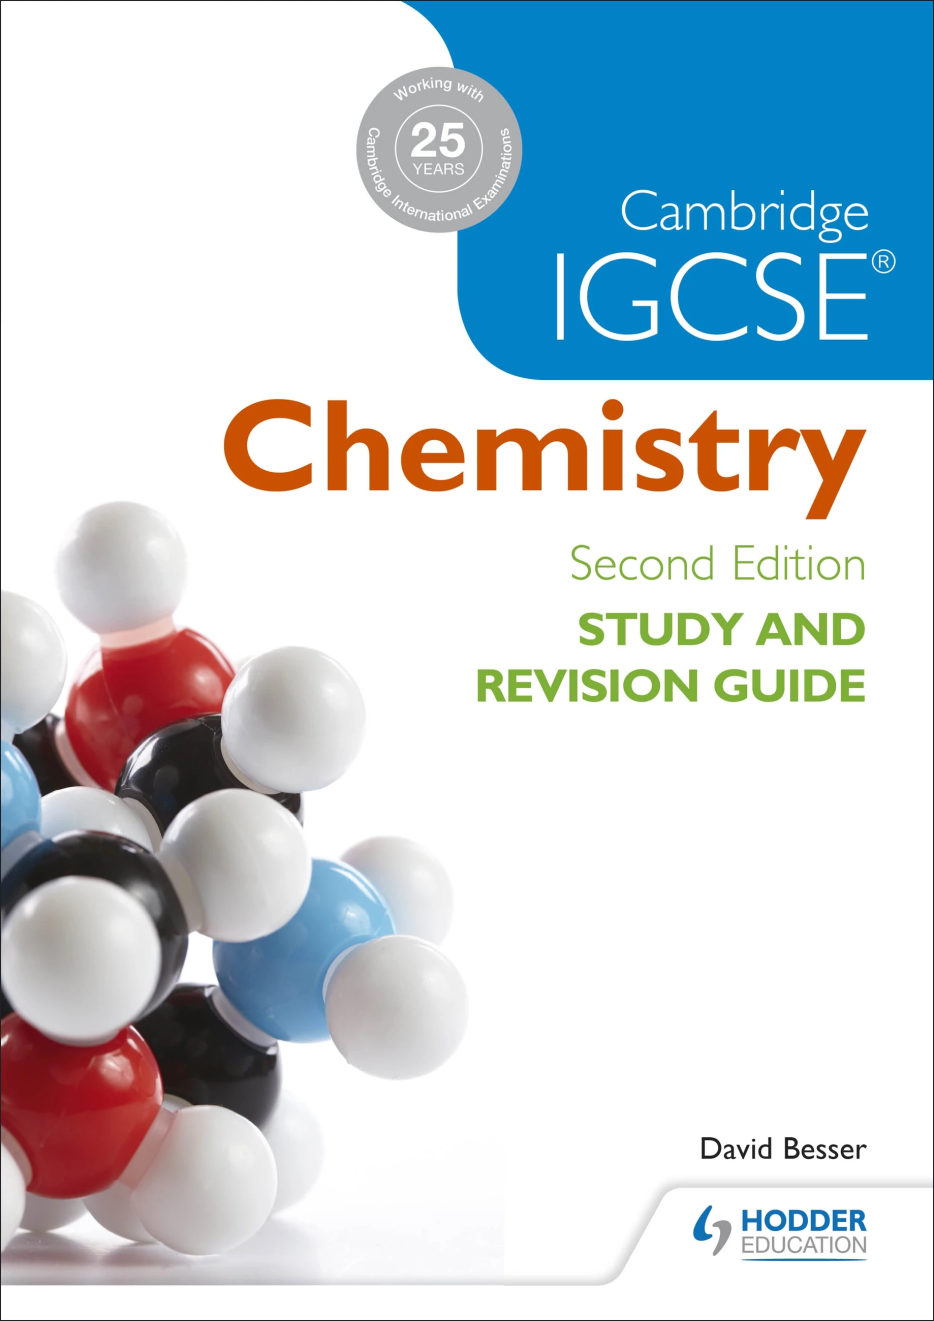 Working with
25
YEARS
Cambridge International Examinations
Cambridge
IGCSE®
Chemistry
Second Edition
STUDY AND
REVISION GUIDE
David Besser
HODDER
EDUCATION